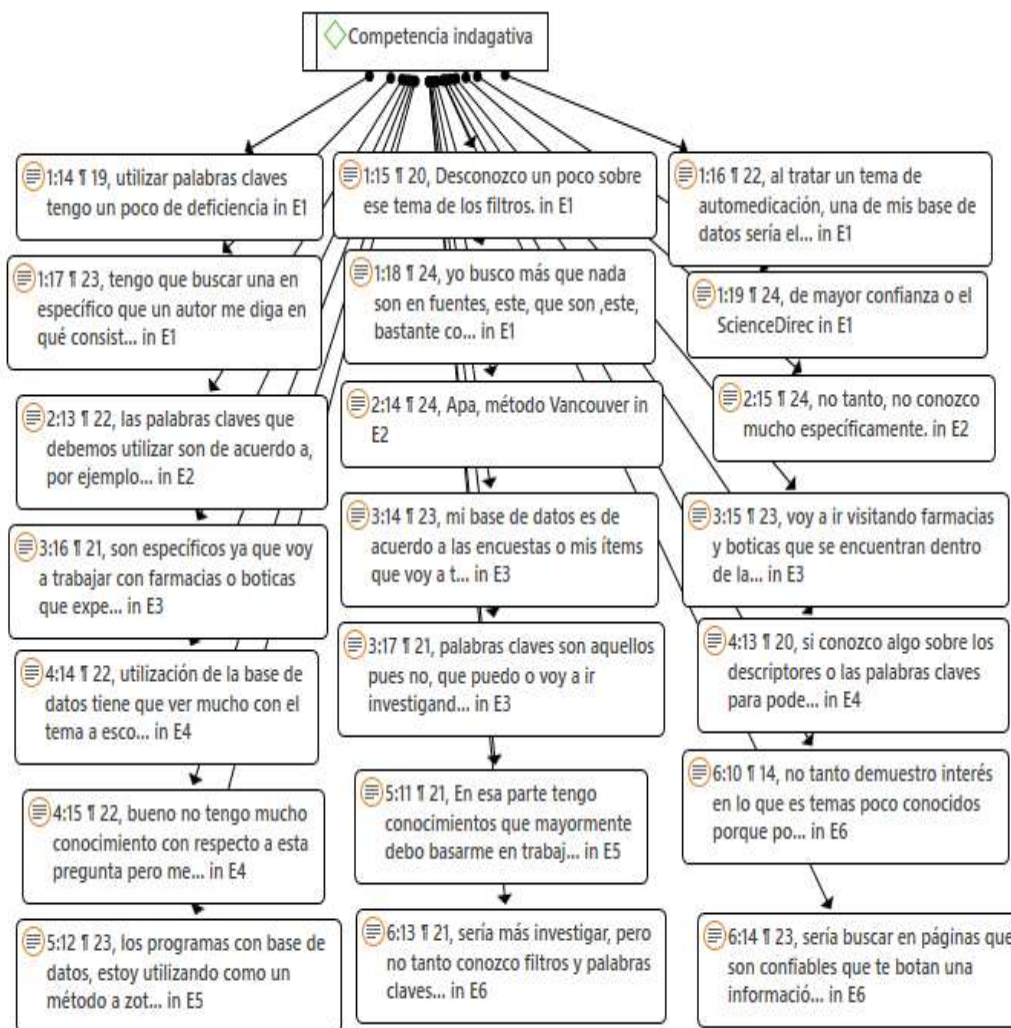 Competencia indagativa
1:14 ¶ 19, utilizar palabras claves
tengo un poco de deficiencia in E1
1:15 ¶ 20, Desconozco un poco sobre
ese tema de los filtros. in E1
1:16 ¶ 22, al tratar un tema de
automedicación, una de mis base de
datos sería el... in E1
1:17 ¶ 23, tengo que buscar una en
específico que un autor me diga en
qué consist... in E1
1:18 ¶ 24, yo busco más que nada
son en fuentes, este, que son ,este,
bastante co... in E1
1:19 ¶ 24, de mayor confianza o el
ScienceDirec in E1
2:13 ¶ 22, las palabras claves que
debemos utilizar son de acuerdo a,
por ejemplo... in E2
2:14 ¶ 24, Apa, método Vancouver in
E2
2:15 ¶ 24, no tanto, no conozco
mucho específicamente. in E2
3:16 ¶ 21, son específicos ya que voy
a trabajar con farmacias o boticas
que expe... in E3
3:14 ¶ 23, mi base de datos es de
acuerdo a las encuestas o mis ítems
que voy a t... in E3
3:15 ¶ 23, voy a ir visitando farmacias
y boticas que se encuentran dentro
de la... in E3
4:14 ¶ 22, utilización de la base de
datos tiene que ver mucho con el
tema a esco... in E4
3:17 ¶ 21, palabras claves son aquellos
pues no, que puedo o voy a ir
investigand... in E3
4:13 ¶ 20, si conozco algo sobre los
descriptores o las palabras claves
para pode... in E4
4:15 ¶ 22, bueno no tengo mucho
conocimiento con respecto a esta
pregunta pero me... in E4
5:11 ¶ 21, En esa parte tengo
conocimientos que mayormente
debo basarme en trabaj... in E5
6:10 ¶ 14, no tanto demuestro interés
en lo que es temas poco conocidos
porque po... in E6
5:12 ¶ 23, los programas con base de
datos, estoy utilizando como un
método a zot... in E5
6:13 ¶ 21, sería más investigar, pero
no tanto conozco filtros y palabras
claves... in E6
6:14 ¶ 23, sería buscar en páginas que
son confiables que te botan una
informació... in E6